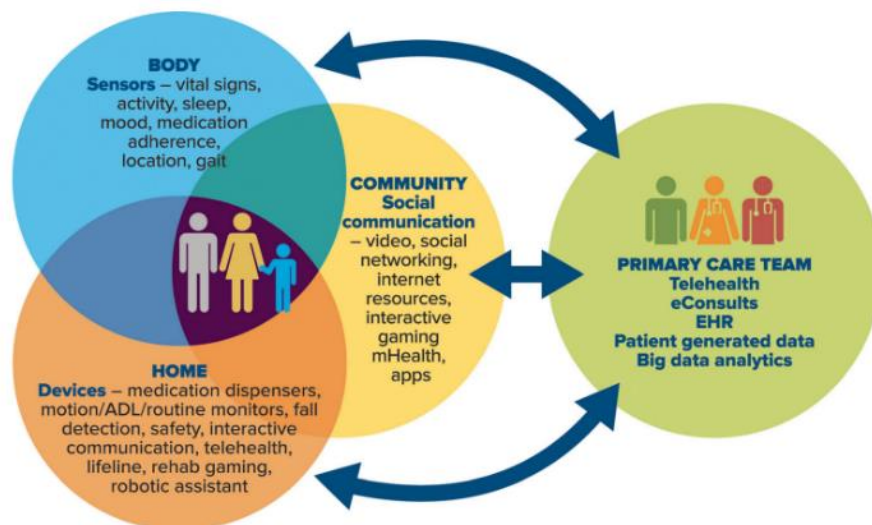 BODY
Sensors – vital signs,
activity, sleep,
mood, medication
adherence,
location, gait
COMMUNITY
Social
communication
– video, social
networking,
internet
resources,
interactive
gaming
mHealth,
apps
HOME
Devices – medication dispensers,
motion/ADL/routine monitors, fall
detection, safety, interactive
communication, telehealth,
lifeline, rehab gaming,
robotic assistant
PRIMARY CARE TEAM
Telehealth
eConsults
EHR
Patient generated data
Big data analytics